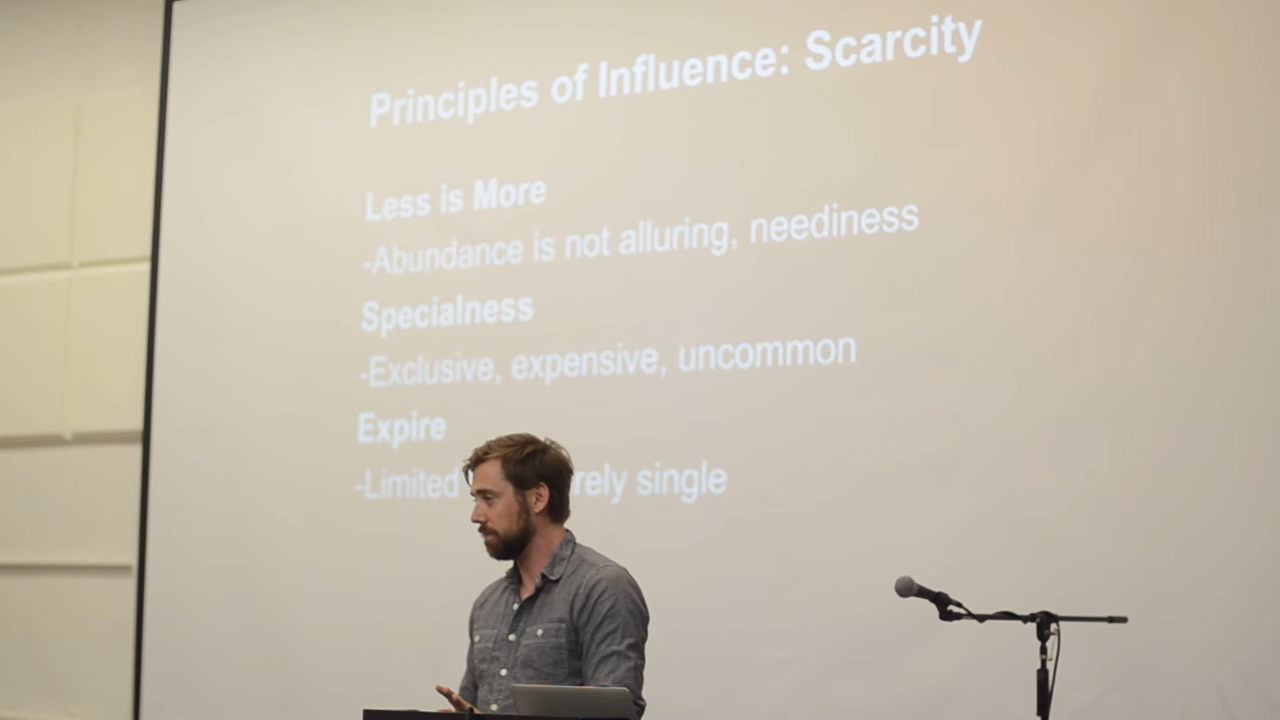 Principles of Influence: Scarcity
Less is More
-Abundance is not alluring, neediness
Specialness
-Exclusive, expensive, uncommon
Expire
-Limited single